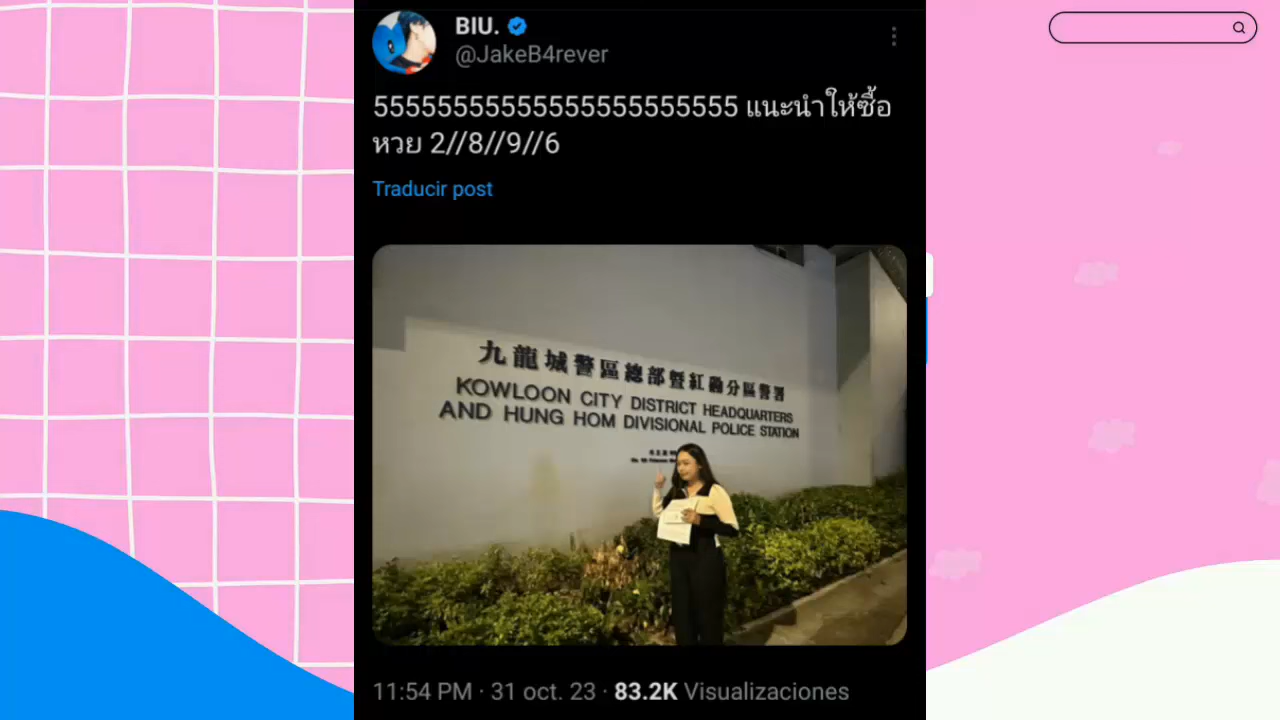 BIU.
@JakeB4rever
5555555555555555555555555 แนะนำให้ซื้อ
หวย 2//8//9//6
Traducir post
九龍城警區總部暨紅磡分區警署
KOWLOON CITY DISTRICT HEADQUARTERS
AND HUNG HOM DIVISIONAL POLICE STATION
11:54 PM · 31 oct. 23 · 83.2K Visualizaciones